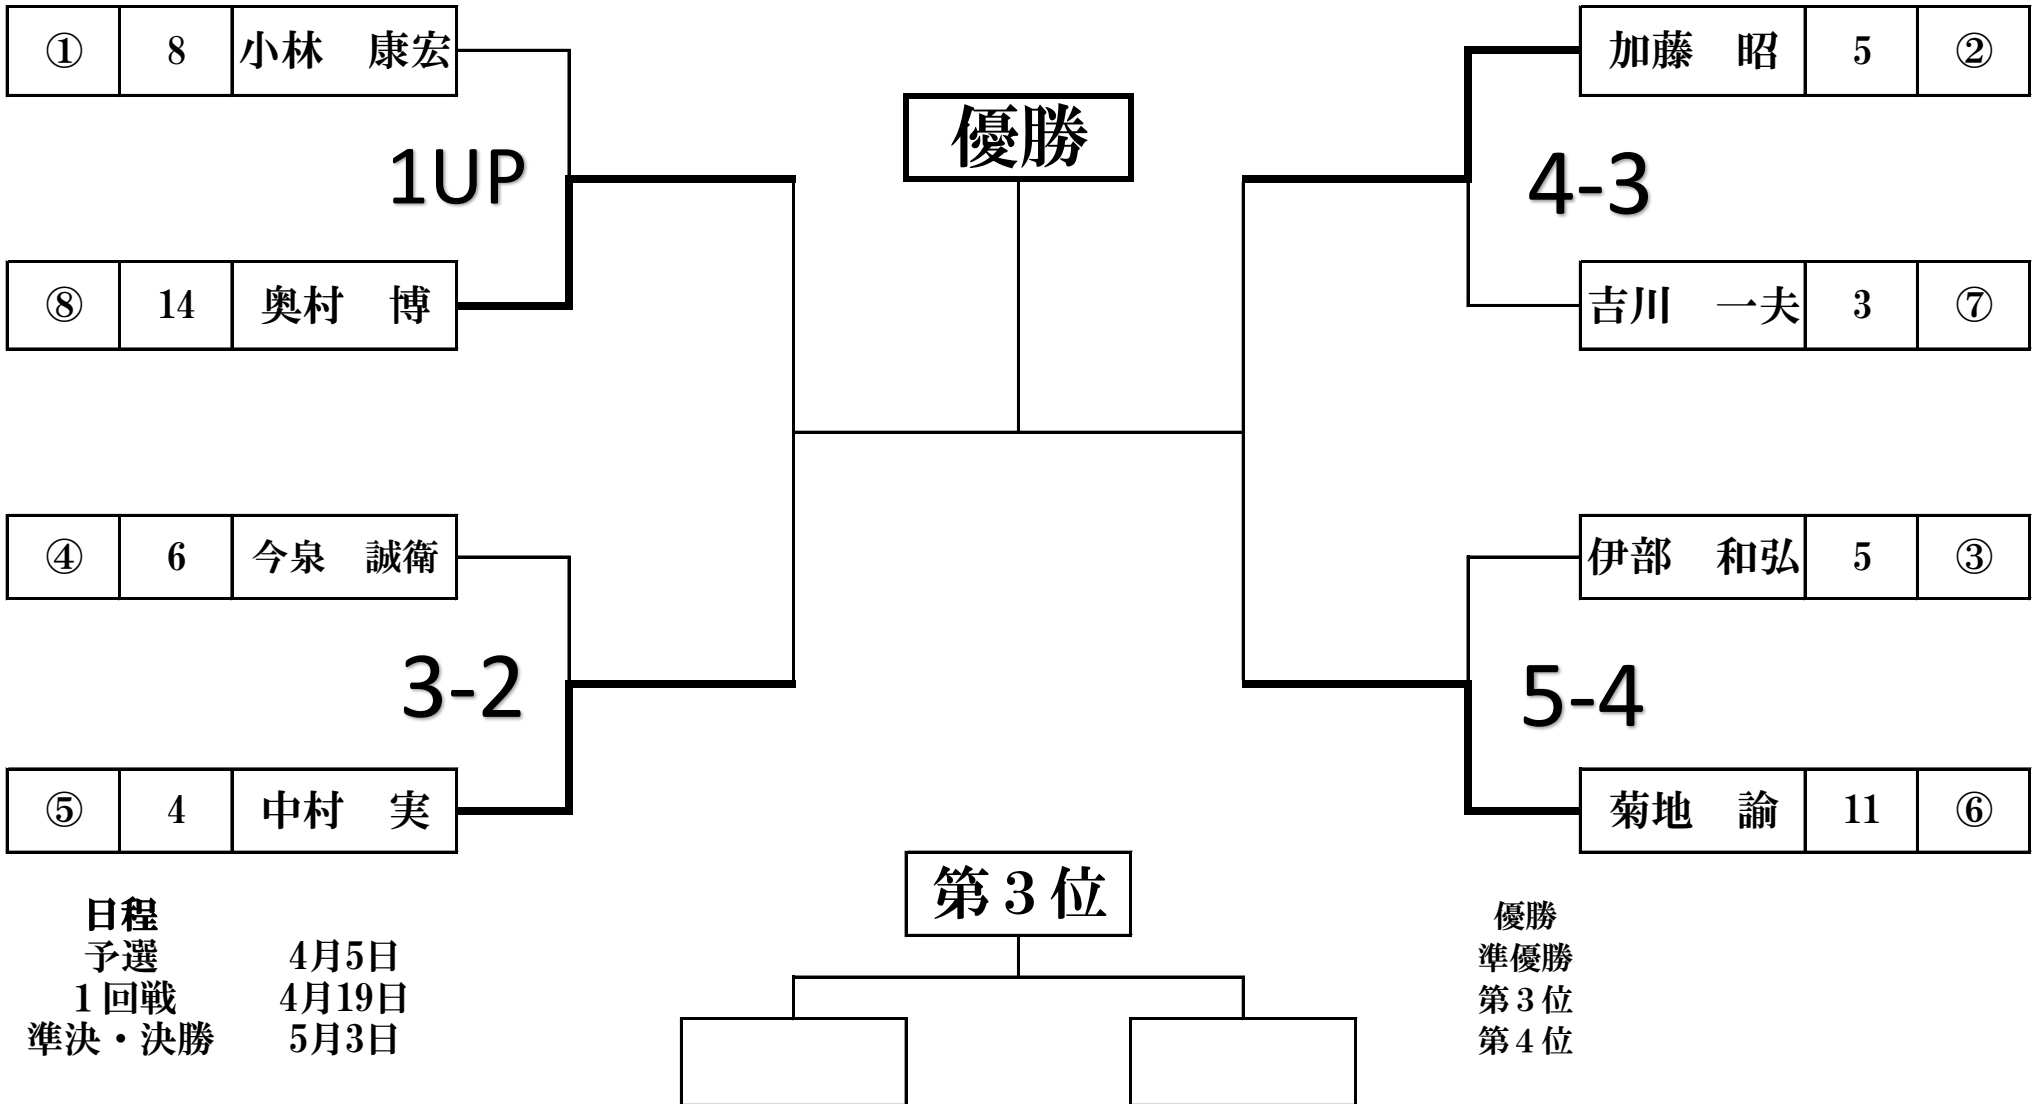 ① 8 小林　康宏
加藤　昭 5 ②
優勝
1UP
4-3
⑧ 14 奥村　博
吉川　一夫 3 ⑦
④ 6 今泉　誠衛
伊部　和弘 5 ③
3-2
5-4
⑤ 4 中村　実
菊地　諭 11 ⑥
第３位
日程
予選 4月5日
１回戦 4月19日
準決・決勝 5月3日
優勝
準優勝
第３位
第４位